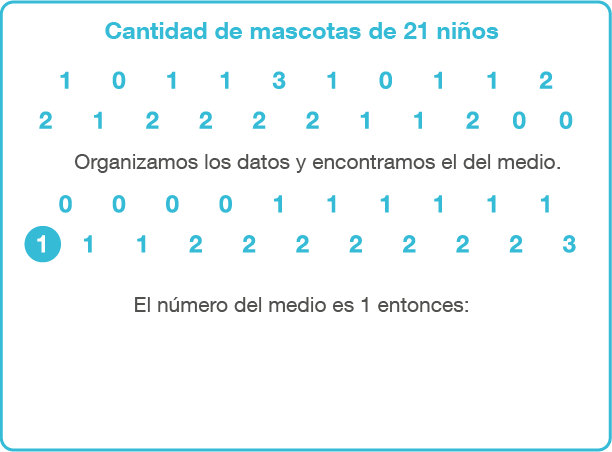 Cantidad de mascotas de 21 niños
1 0 1 1 3 1 0 1 1 2
2 1 2 2 2 2 1 1 2 0 0
Organizamos los datos y encontramos el del medio.
0 0 0 0 1 1 1 1 1 1
1 1 1 2 2 2 2 2 2 2 3
El número del medio es 1 entonces: